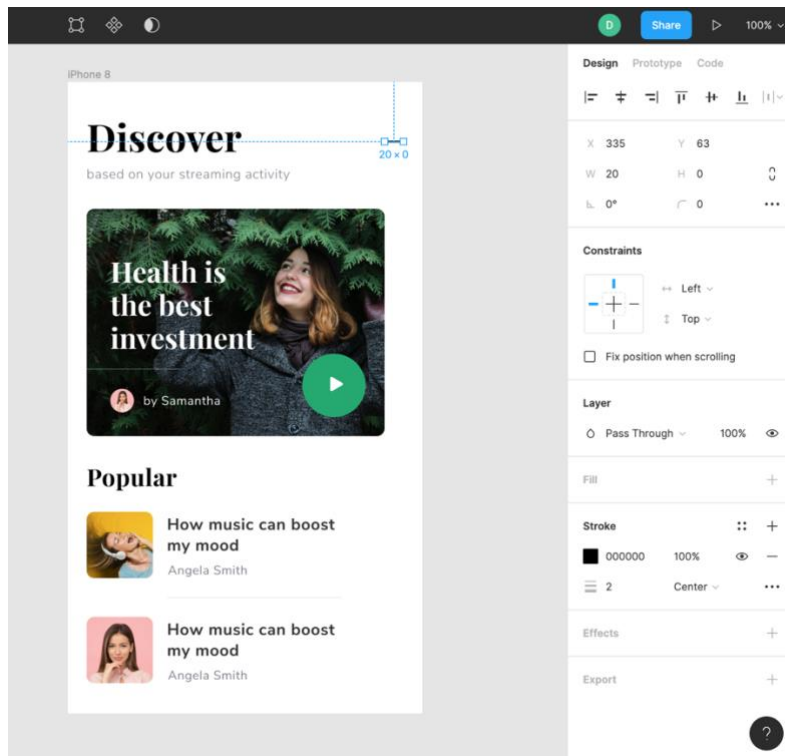 D
Share
100%
Design Prototype Code
X 335 Y 63
W 20 H 0
0° 0
Constraints
Left
Top
Fix position when scrolling
Layer
Pass Through 100%
Fill
Stroke
000000 100%
2 Center
Effects
Export
?
iPhone 8
Discover
20 × 0
based on your streaming activity
Health is
the best
investment
by Samantha
Popular
How music can boost
my mood
Angela Smith
How music can boost
my mood
Angela Smith